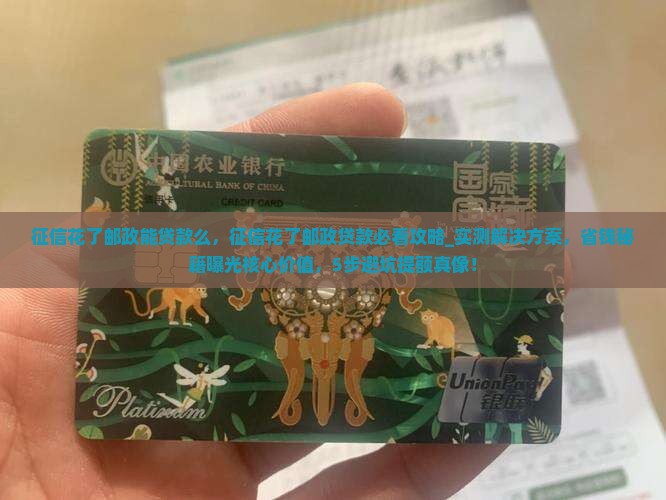 中国农业银行
AGRICULTURAL BANK OF CHINA
CREDIT CARD
国家
征信花了邮政能贷款么，征信花了邮政贷款必看攻略_实测解决方案，省钱秘
籍曝光核心价值，5步避坑提额真像！
Platinum
UnionPay
银联